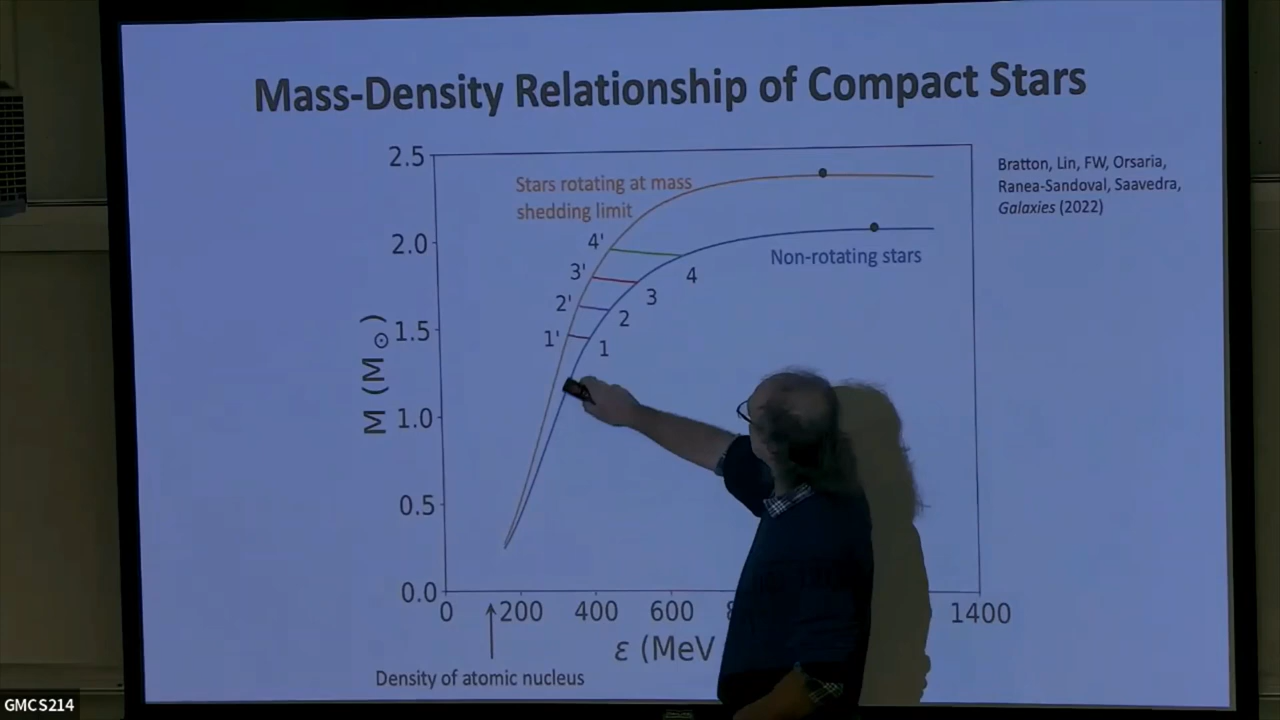 Mass-Density Relationship of Compact Stars
Bratton, Lin, FW, Orsaria,
Ranea-Sandoval, Saavedra,
Galaxies (2022)
2.5
2.0
1.5
1.0
0.5
0.0
M (M⊙)
Stars rotating at mass
shedding limit
Non-rotating stars
4'
3'
2'
1'
4
3
2
1
0
200
400
600
1400
ε (MeV
Density of atomic nucleus
GMCS214